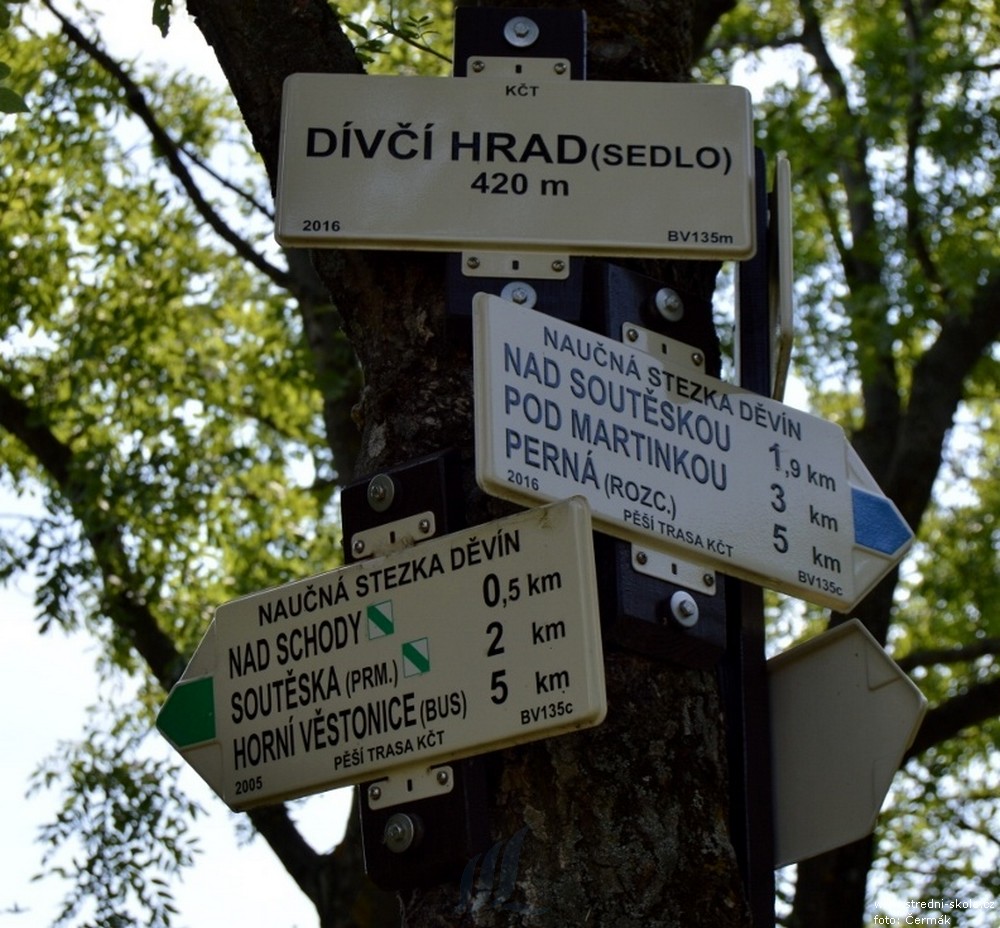 KČT
DÍVČÍ HRAD (SEDLO)
420 m
2016 BV135m
NAUČNÁ STEZKA DĚVÍN
NAD SOUTĚSKOU 1,9 km
POD MARTINKOU 3 km
PERNÁ (ROZC.) 5 km
2016 PĚŠÍ TRASA KČT BV135c
NAUČNÁ STEZKA DĚVÍN
NAD SCHODY 0,5 km
SOUTĚSKA (PRM.) 2 km
HORNÍ VĚSTONICE (BUS) 5 km
2005 PĚŠÍ TRASA KČT BV135c
foto: Čermák